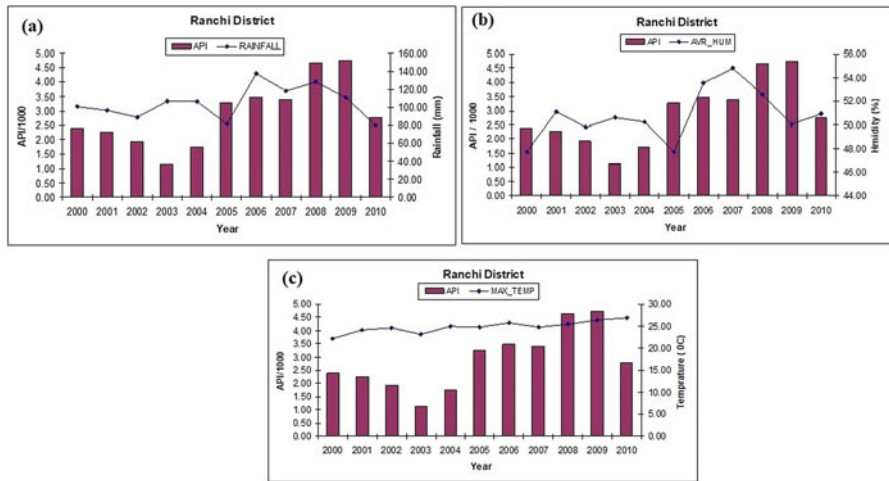 (a)
Ranchi District
API RAINFALL
API/1000
5.00
4.50
4.00
3.50
3.00
2.50
2.00
1.50
1.00
0.50
0.00
160.00
140.00
120.00
100.00
80.00
60.00
40.00
20.00
0.00
Rainfall (mm)
2000 2001 2002 2003 2004 2005 2006 2007 2008 2009 2010
Year
(b)
Ranchi District
API AVR_HUM
API / 1000
5.00
4.50
4.00
3.50
3.00
2.50
2.00
1.50
1.00
0.50
0.00
56.00
54.00
52.00
50.00
48.00
46.00
44.00
Hmidity (%)
2000 2001 2002 2003 2004 2005 2006 2007 2008 2009 2010
Year
(c)
Ranchi District
API MAX_TEMP
API/1000
5.00
4.50
4.00
3.50
3.00
2.50
2.00
1.50
1.00
0.50
0.00
30.00
25.00
20.00
15.00
10.00
5.00
0.00
Temprature ( 0C)
2000 2001 2002 2003 2004 2005 2006 2007 2008 2009 2010
Year